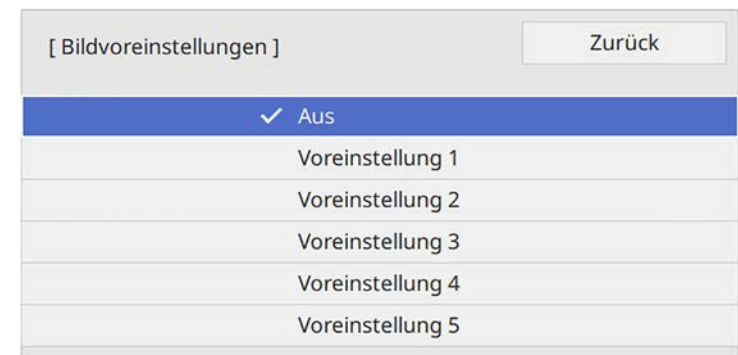 [ Bildvoreinstellungen ]
Zurück
Aus
Voreinstellung 1
Voreinstellung 2
Voreinstellung 3
Voreinstellung 4
Voreinstellung 5